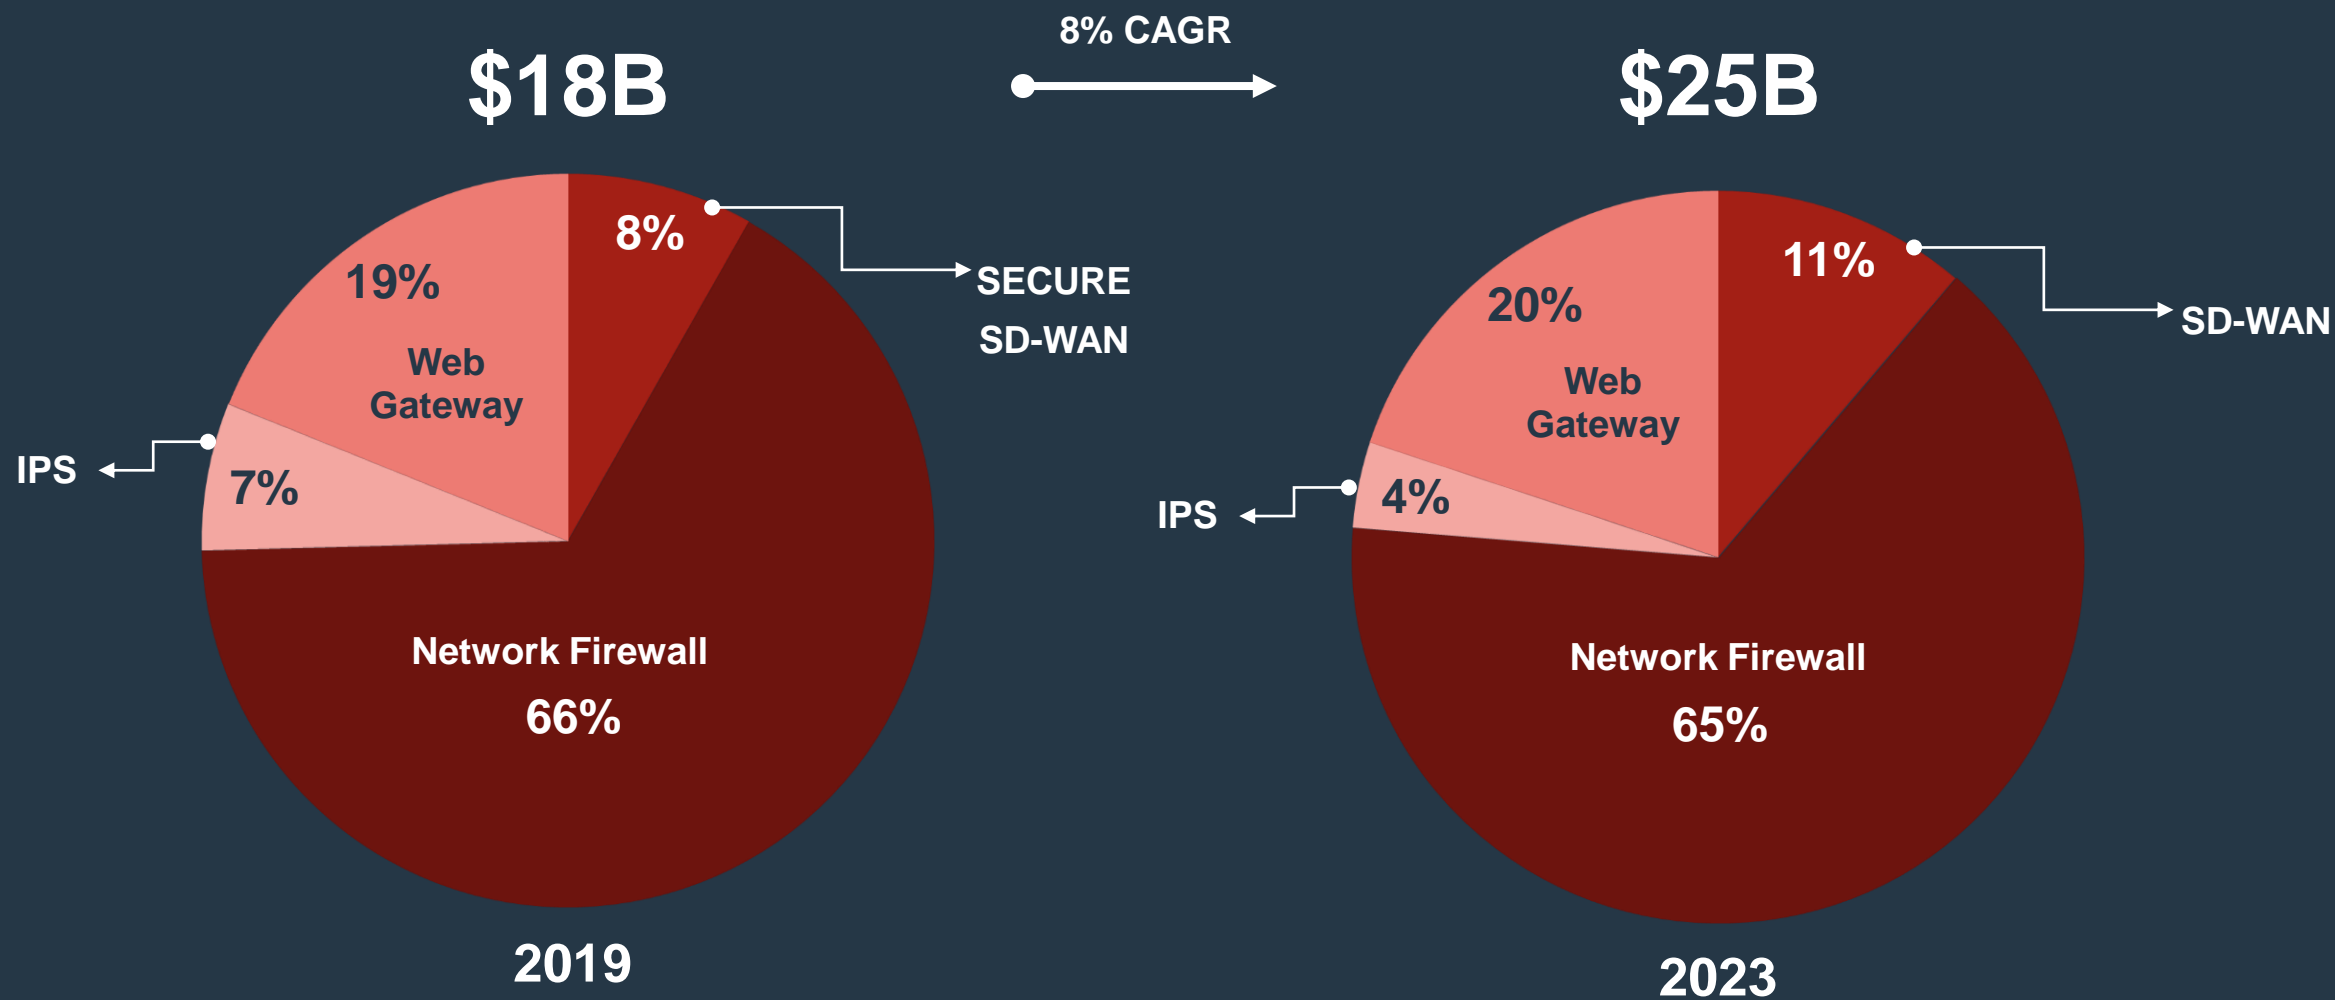 8% CAGR
$18B
$25B
8%
SECURE
SD-WAN
19%
Web
Gateway
IPS
7%
Network Firewall
66%
2019
11%
SD-WAN
20%
Web
Gateway
IPS
4%
Network Firewall
65%
2023